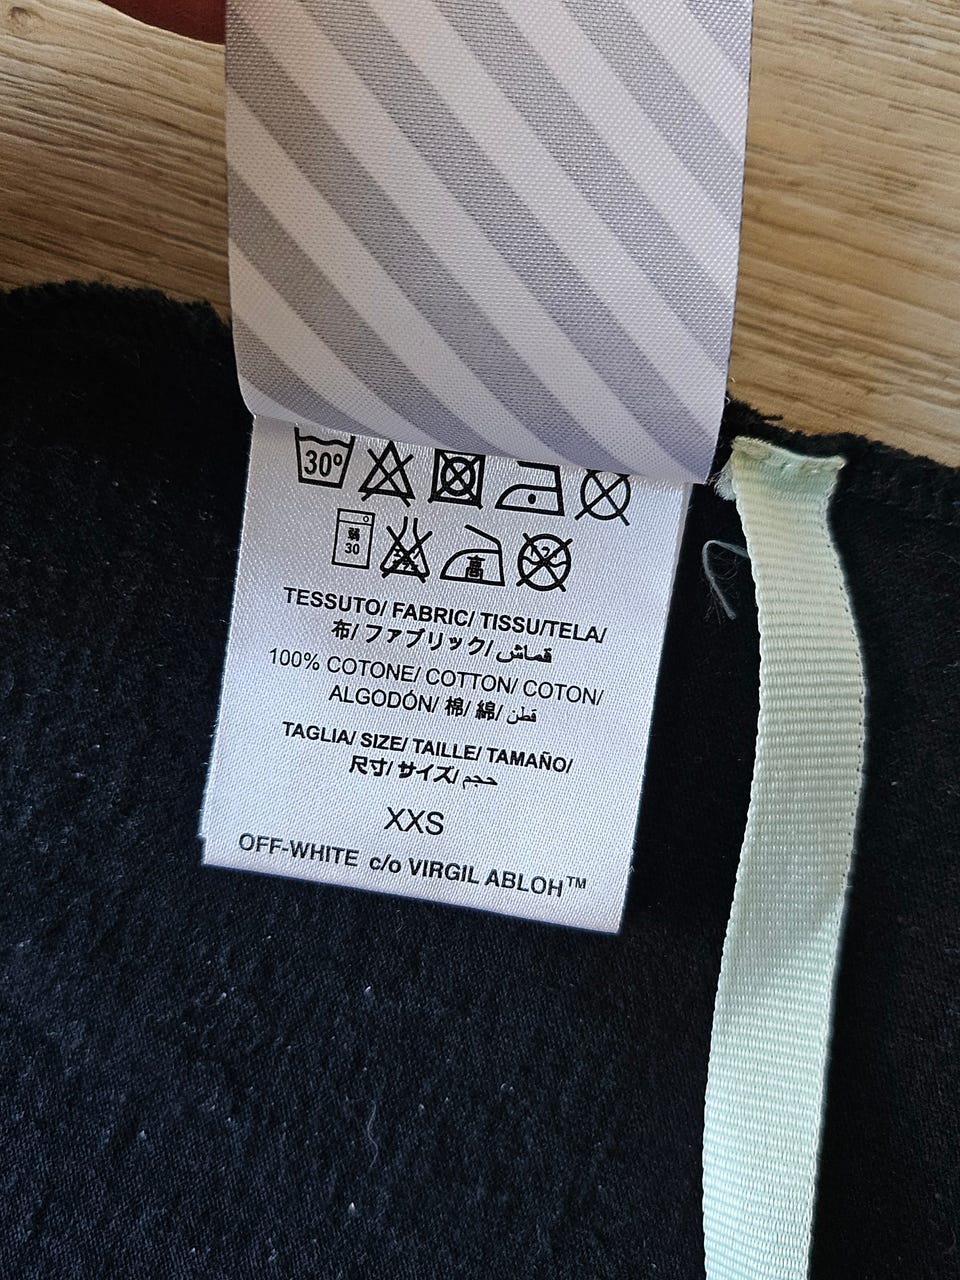 30º
弱
30
高
TESSUTO/ FABRIC/ TISSU/TELA/
布/ ファブリック/ قماش
100% COTONE/ COTTON/ COTON/
ALGODÓN/ 棉/ 綿/ قطن
TAGLIA/ SIZE/ TAILLE/ TAMAÑO/
尺寸/ サイズ/ حجم
XXS
OFF-WHITE c/o VIRGIL ABLOH™